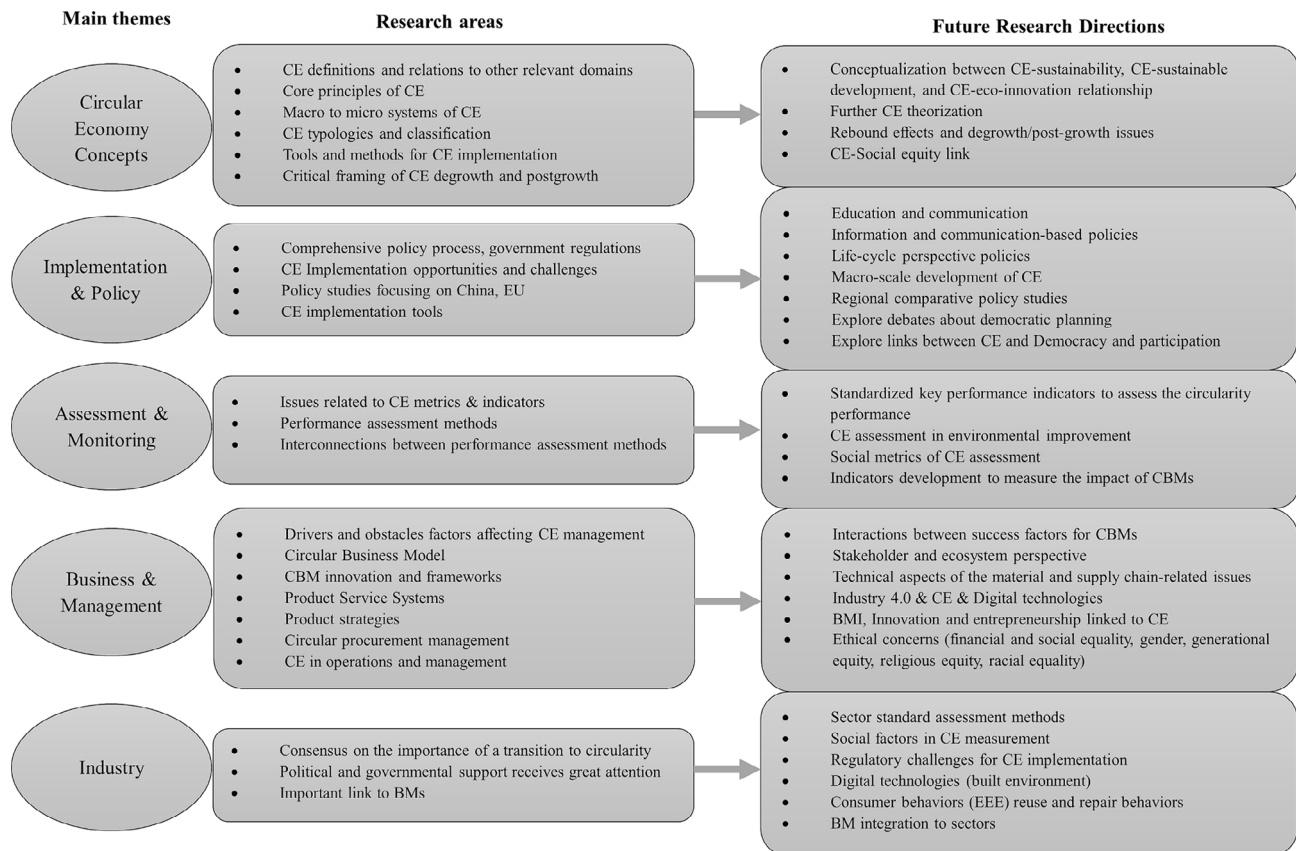 Main themes
Research areas
Future Research Directions
Circular
Economy
Concepts
• CE definitions and relations to other relevant domains
• Core principles of CE
• Macro to micro systems of CE
• CE typologies and classification
• Tools and methods for CE implementation
• Critical framing of CE degrowth and postgrowth
• Conceptualization between CE-sustainability, CE-sustainable
development, and CE-eco-innovation relationship
• Further CE theorization
• Rebound effects and degrowth/post-growth issues
• CE-Social equity link
Implementation
& Policy
• Comprehensive policy process, government regulations
• CE Implementation opportunities and challenges
• Policy studies focusing on China, EU
• CE implementation tools
• Education and communication
• Information and communication-based policies
• Life-cycle perspective policies
• Macro-scale development of CE
• Regional comparative policy studies
• Explore debates about democratic planning
• Explore links between CE and Democracy and participation
Assessment &
Monitoring
• Issues related to CE metrics & indicators
• Performance assessment methods
• Interconnections between performance assessment methods
• Standardized key performance indicators to assess the circularity
performance
• CE assessment in environmental improvement
• Social metrics of CE assessment
• Indicators development to measure the impact of CBMs
Business &
Management
• Drivers and obstacles factors affecting CE management
• Circular Business Model
• CBM innovation and frameworks
• Product Service Systems
• Product strategies
• Circular procurement management
• CE in operations and management
• Interactions between success factors for CBMs
• Stakeholder and ecosystem perspective
• Technical aspects of the material and supply chain-related issues
• Industry 4.0 & CE & Digital technologies
• BMI, Innovation and entrepreneurship linked to CE
• Ethical concerns (financial and social equality, gender, generational
equity, religious equity, racial equality)
Industry
• Consensus on the importance of a transition to circularity
• Political and governmental support receives great attention
• Important link to BMs
• Sector standard assessment methods
• Social factors in CE measurement
• Regulatory challenges for CE implementation
• Digital technologies (built environment)
• Consumer behaviors (EEE) reuse and repair behaviors
• BM integration to sectors